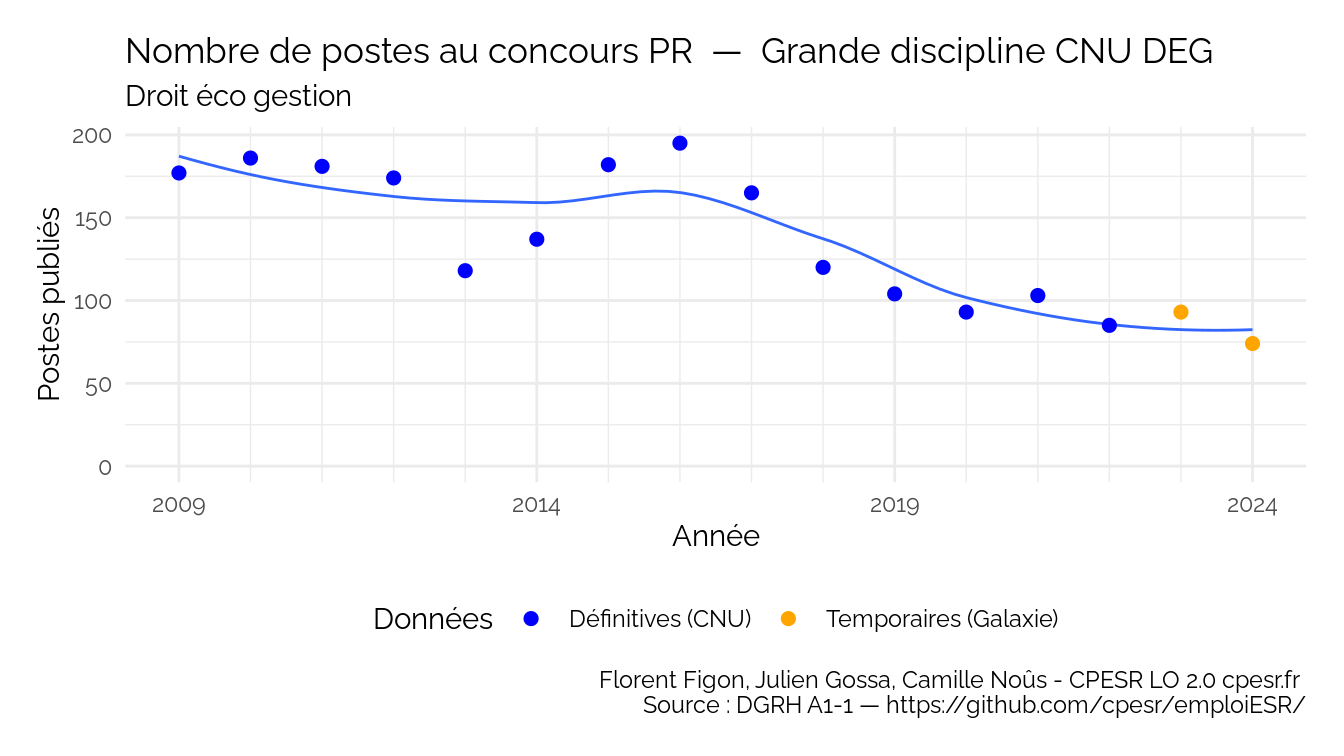 Nombre de postes au concours PR — Grande discipline CNU DEG
Droit éco gestion
200
150
100
50
0
Postes publiés
2009 2014 2019 2024
Année
Données Définitives (CNU) Temporaires (Galaxie)
Florent Figon, Julien Gossa, Camille Noûs - CPESR LO 2.0 cpesr.fr
Source : DGRH A1-1 — https://github.com/cpesr/emploiESR/